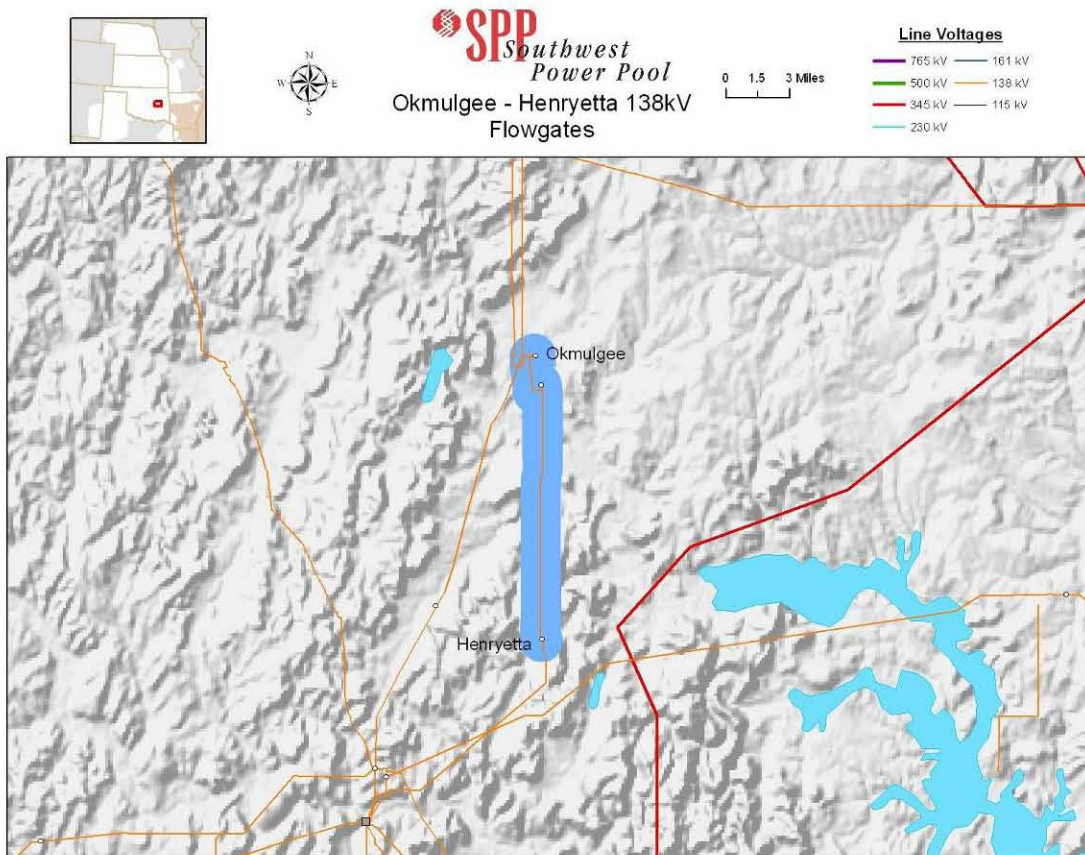 SPP
Southwest
Power Pool
Okmulgee - Henryetta 138kV
Flowgates
N
W E
S
0 1.5 3 Miles
Line Voltages
765 kV 161 kV
500 kV 138 kV
345 kV 115 kV
230 kV
Okmulgee
Henryetta